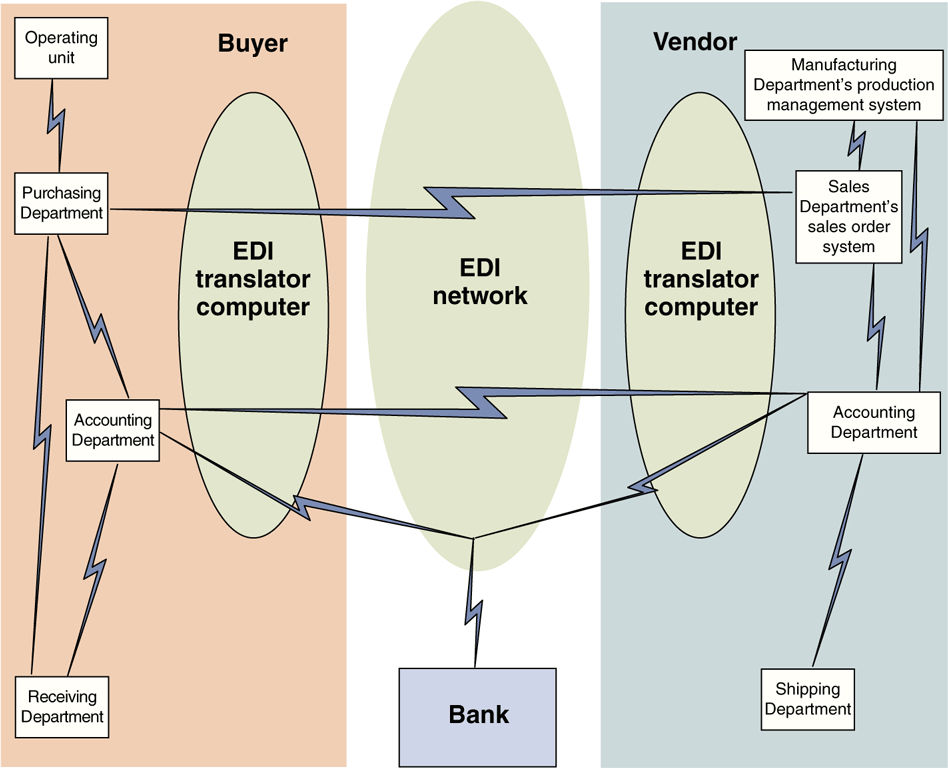 Operating
unit
Buyer
Purchasing
Department
EDI
translator
computer
Accounting
Department
Receiving
Department
EDI
network
Bank
Vendor
Manufacturing
Department’s production
management system
Sales
Department’s
sales order
system
EDI
translator
computer
Accounting
Department
Shipping
Department